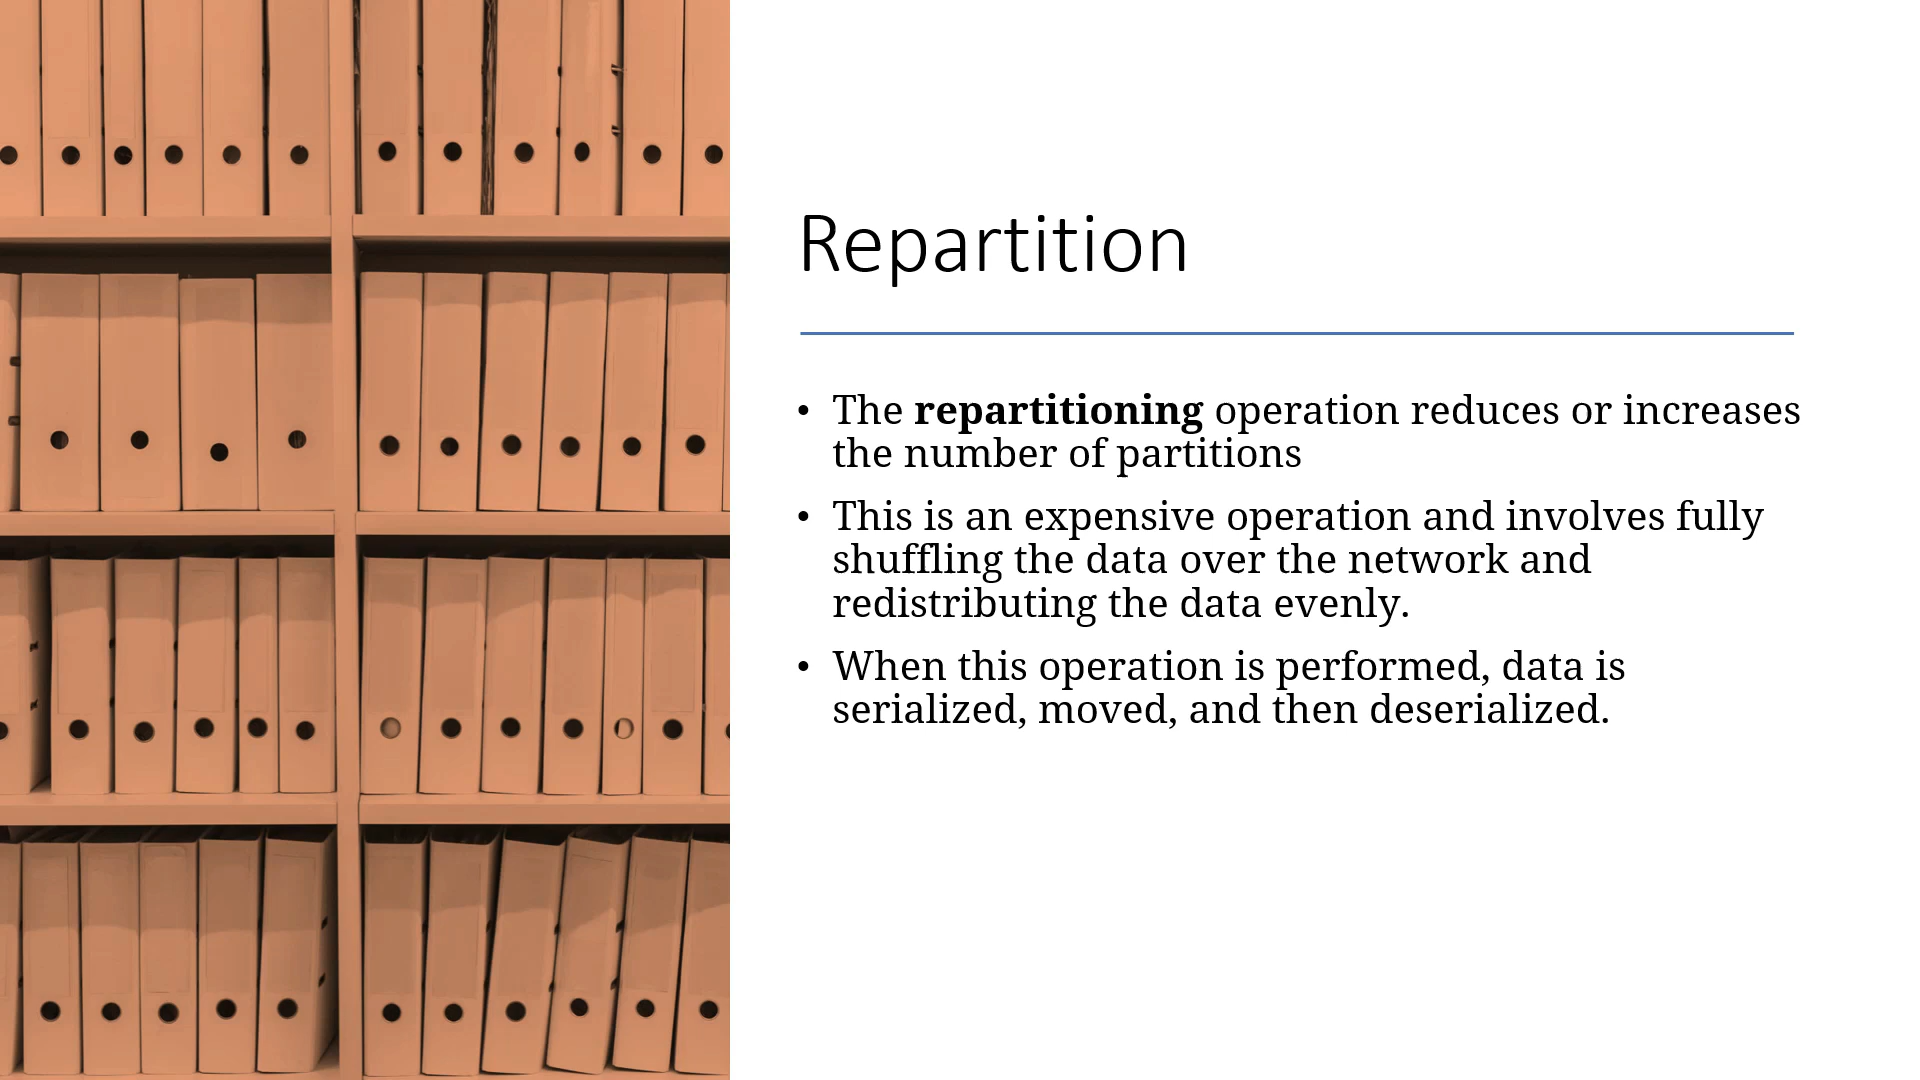 Repartition
• The repartitioning operation reduces or increases
the number of partitions
• This is an expensive operation and involves fully
shuffling the data over the network and
redistributing the data evenly.
• When this operation is performed, data is
serialized, moved, and then deserialized.